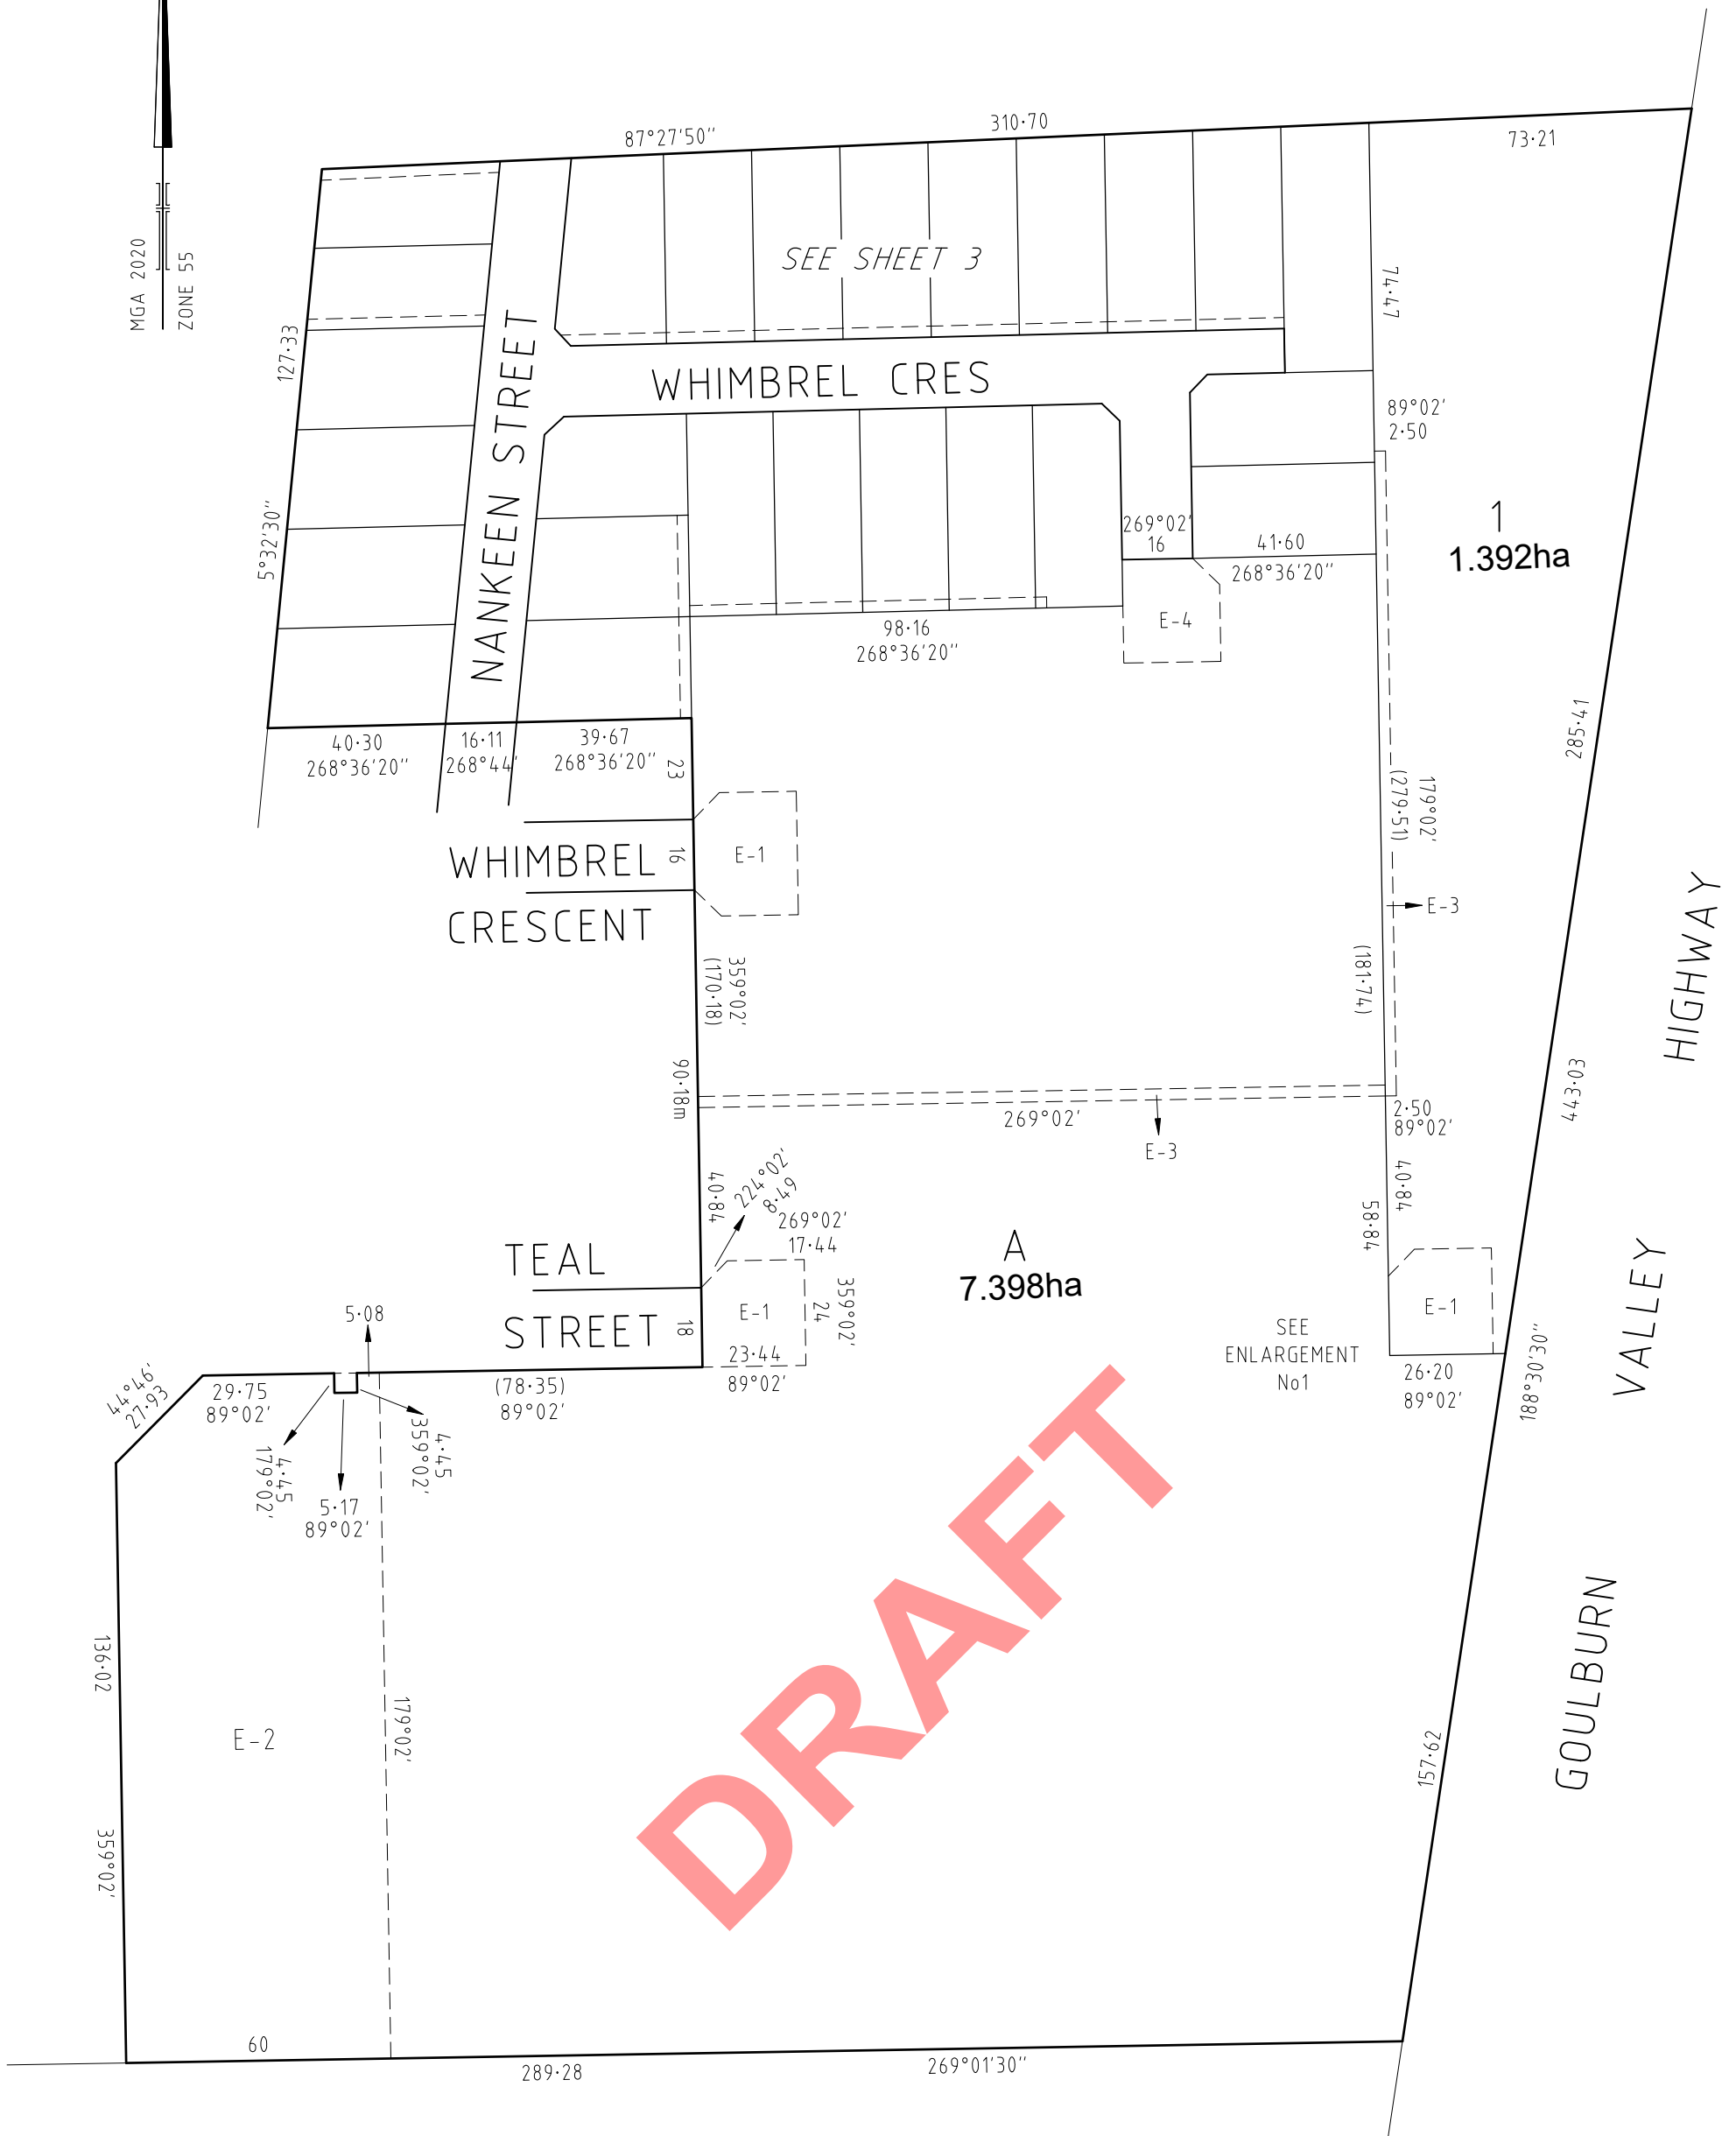 MGA 2020
ZONE 55
87°27'50"
310·70
73·21
SEE SHEET 3
74·47
127·33
NANKEEN STREET
WHIMBREL CRES
89°02'
2·50
5°32'30"
269°02'
16
41·60
268°36'20"
1
1.392ha
98·16
268°36'20"
E-4
40·30
268°36'20"
16·11
268°44'
39·67
268°36'20"
23
285·41
179°02'
(279·51)
WHIMBREL
CRESCENT
16
E-1
E-3
359°02'
(170·18)
(181·74)
HIGHWAY
90·18m
443·03
269°02'
E-3
2·50
89°02'
40·84
224°02'
8·49
40·84
58·84
269°02'
17·44
TEAL
STREET
18
E-1
24
359°02'
23·44
89°02'
A
7.398ha
E-1
SEE
ENLARGEMENT
No1
26·20
89°02'
188°30'30"
VALLEY
5·08
44°46'
27·93
29·75
89°02'
(78·35)
89°02'
4·45
179°02'
4·45
359°02'
5·17
89°02'
DRAFT
GOULBURN
136·02
179°02'
E-2
157·62
359°02'
60
289·28
269°01'30"